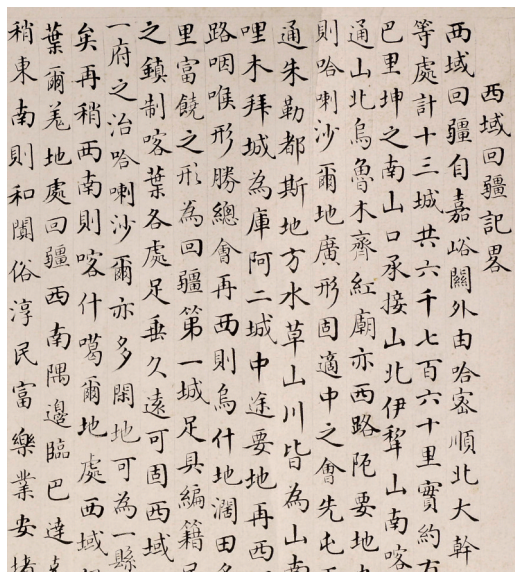 西域回疆記畧
西域回疆自嘉峪關外由哈密順北大幹
等處計十三城共六千七百六十里實約有
巴里坤之南山口承接山北伊犂山南喀
通山北烏魯木齊紅廟亦西路阨要地
則哈喇沙爾地廣形固適中之會先屯
通朱勒都斯地方水草山川皆為山南
哩木拜城為庫阿二城中途要地再西
路咽喉形勝總會再西則烏什地濶田多
里富饒之形為回疆第一城足具編籍
之鎮制喀葉各處足垂久遠可固西域
一府之治哈喇沙爾亦多閑地可為一縣
矣再稍西南則喀什噶爾地處西域
葉爾羗地處回疆西南隅邊臨巴達克
稍東南則和闐俗淳民富樂業安堵